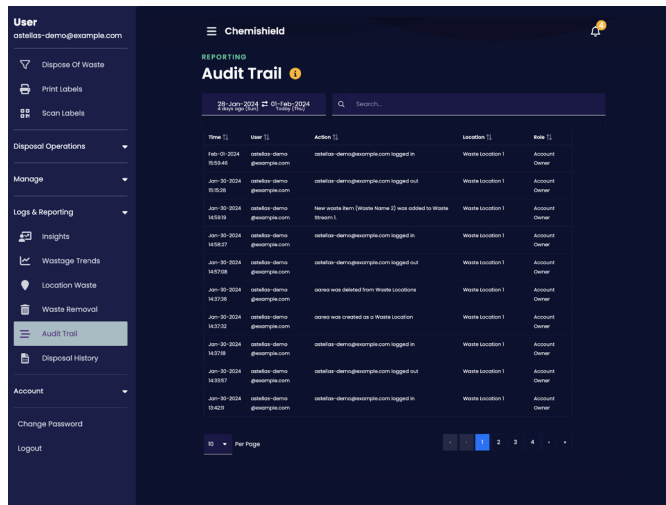 User
astellas-demo@example.com
Dispose Of Waste
Print Labels
Scan Labels
Disposal Operations
Manage
Logs & Reporting
Insights
Wastage Trends
Location Waste
Waste Removal
Audit Trail
Disposal History
Account
Change Password
Logout
Chemishield
4
REPORTING
Audit Trail
28-Jan-2024 01-Feb-2024
4 days ago (Sun) Today (Thu)
Search...
Time User Action Location Role
Feb-01-2024 astellas-demo astellas-demo@example.com logged in Waste Location 1 Account
15:59:46 @example.com Owner
Jan-30-2024 astellas-demo astellas-demo@example.com logged out Waste Location 1 Account
15:15:28 @example.com Owner
Jan-30-2024 astellas-demo New waste item (Waste Name 2) was added to Waste Waste Location 1 Account
14:59:19 @example.com Stream 1. Owner
Jan-30-2024 astellas-demo astellas-demo@example.com logged in Waste Location 1 Account
14:58:27 @example.com Owner
Jan-30-2024 astellas-demo astellas-demo@example.com logged out Waste Location 1 Account
14:57:08 @example.com Owner
Jan-30-2024 astellas-demo aarea was deleted from Waste Locations Waste Location 1 Account
14:37:36 @example.com Owner
Jan-30-2024 astellas-demo aarea was created as a Waste Location Waste Location 1 Account
14:37:32 @example.com Owner
Jan-30-2024 astellas-demo astellas-demo@example.com logged in Waste Location 1 Account
14:37:18 @example.com Owner
Jan-30-2024 astellas-demo astellas-demo@example.com logged out Waste Location 1 Account
14:33:57 @example.com Owner
Jan-30-2024 astellas-demo astellas-demo@example.com logged in Waste Location 1 Account
13:42:11 @example.com Owner
10 Per Page
« ‹ 1 2 3 4 › »